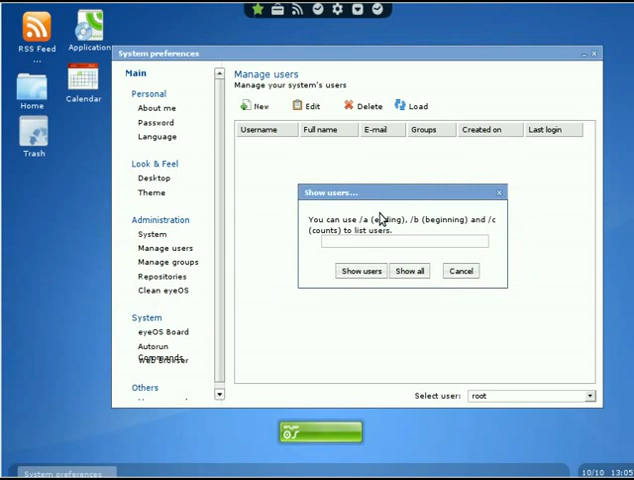 RSS Feed
...
Application
Home
Calendar
Trash
System preferences
Main
Personal
About me
Password
Language
Look & Feel
Desktop
Theme
Administration
System
Manage users
Manage groups
Repositories
Clean eyeOS
System
eyeOS Board
Autorun
Commands
Web Browser
Others
Manage users
Manage your system's users
New Edit Delete Load
Username Full name E-mail Groups Created on Last login
Show users...
You can use /a (ending), /b (beginning) and /c
(counts) to list users.
Show users Show all Cancel
Select user: root
System preferences
10/10 13:05